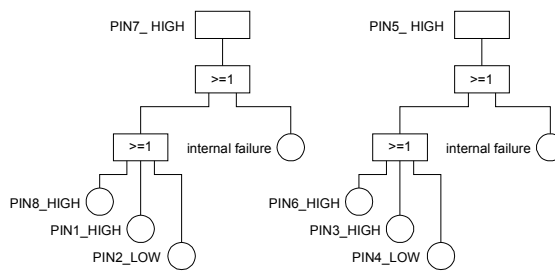 PIN7_ HIGH
PIN5_ HIGH
>=1
>=1
>=1
internal failure
>=1
internal failure
PIN8_HIGH
PIN6_HIGH
PIN1_HIGH
PIN3_HIGH
PIN2_LOW
PIN4_LOW